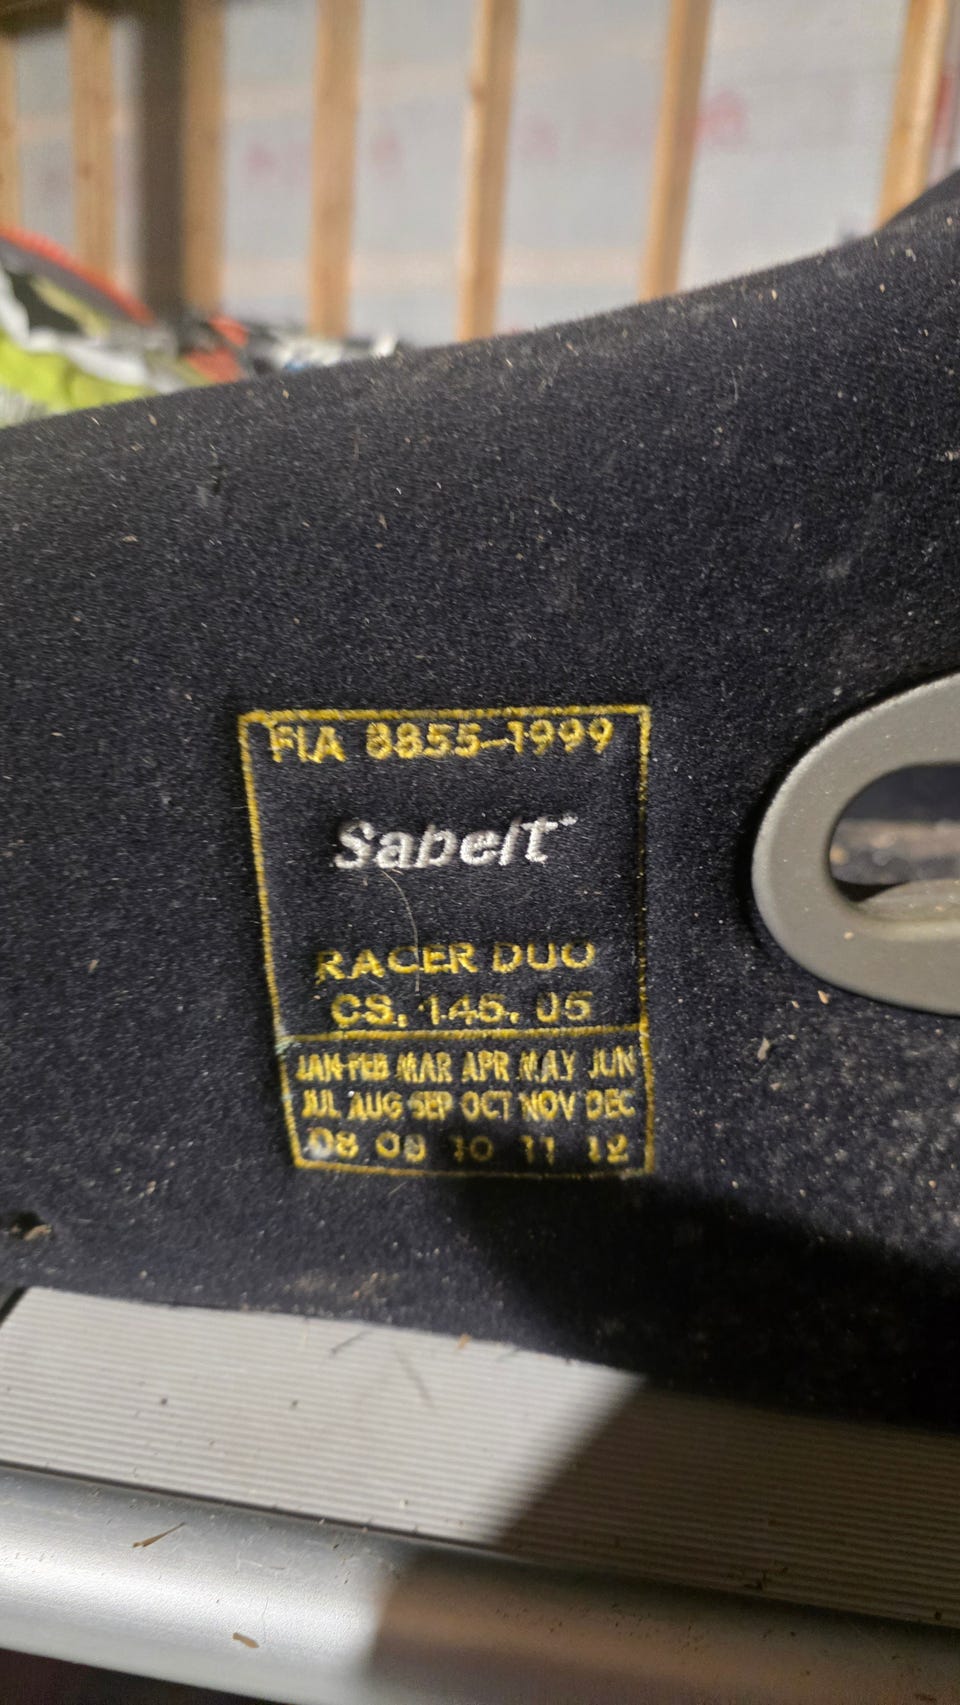 FIA 8855-1999
Sabelt
RACER DUO
CS. 145. 05
JAN FEB MAR APR MAY JUN
JUL AUG SEP OCT NOV DEC
08 09 10 11 12